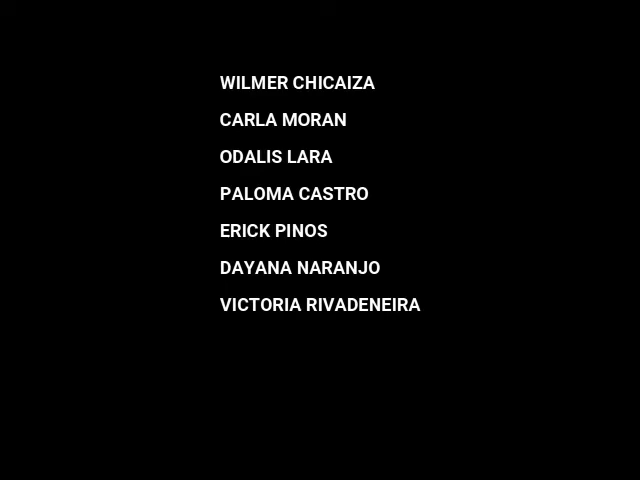 WILMER CHICAIZA
CARLA MORAN
ODALIS LARA
PALOMA CASTRO
ERICK PINOS
DAYANA NARANJO
VICTORIA RIVADENEIRA